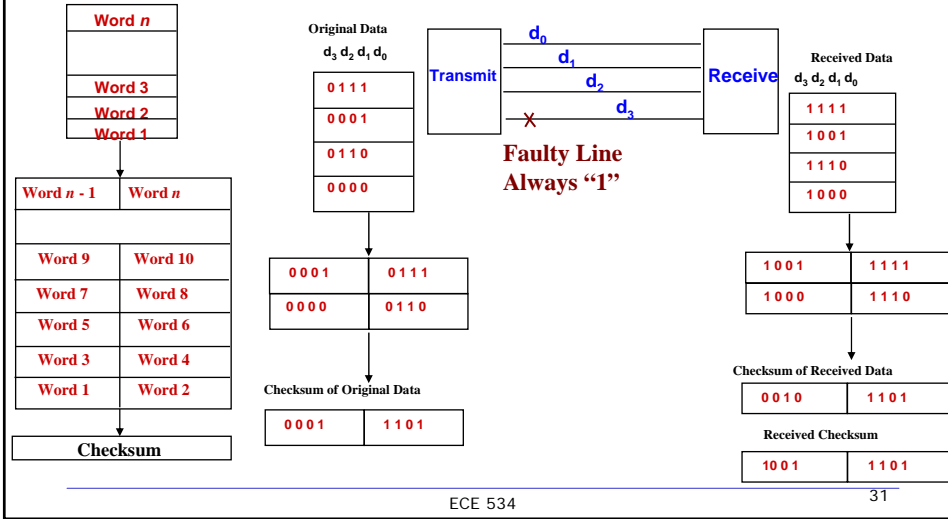 Word n
Word 3
Word 2
Word 1
Word n - 1 Word n
Word 9 Word 10
Word 7 Word 8
Word 5 Word 6
Word 3 Word 4
Word 1 Word 2
Checksum
Original Data
d3 d2 d1 d0
0 1 1 1
0 0 0 1
0 1 1 0
0 0 0 0
0 0 0 1 0 1 1 1
0 0 0 0 0 1 1 0
Checksum of Original Data
0 0 0 1 1 1 0 1
Transmit
d0
d1
d2
d3
X
Receive
Faulty Line
Always “1”
Received Data
d3 d2 d1 d0
1 1 1 1
1 0 0 1
1 1 1 0
1 0 0 0
1 0 0 1 1 1 1 1
1 0 0 0 1 1 1 0
Checksum of Received Data
0 0 1 0 1 1 0 1
Received Checksum
1 0 0 1 1 1 0 1
ECE 534
31